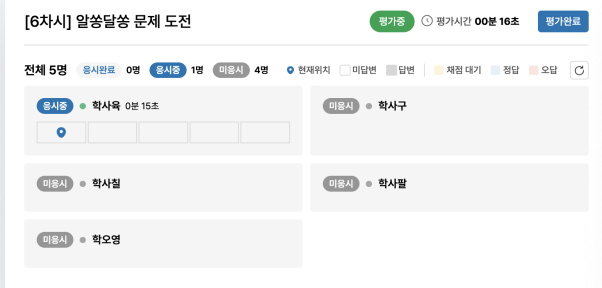 [6차시] 알쏭달쏭 문제 도전 평가중 평가시간 00분 16초 평가완료
전체 5명 응시완료 0명 응시중 1명 미응시 4명 현재위치 미답변 답변 채점 대기 정답 오답
응시중 학사육 0분 15초
미응시 학사구
미응시 학사칠
미응시 학사팔
미응시 학오영